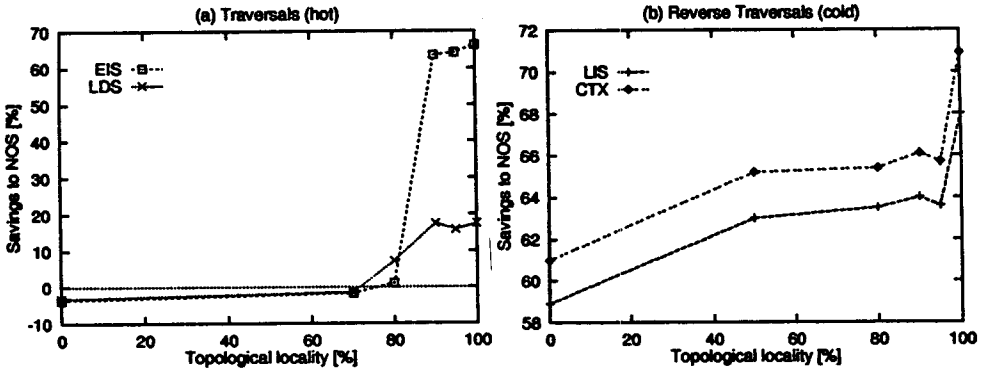 (a) Traversals (hot)
70
60
50
40
30
20
10
0
-10
Savings to NOS [%]
EIS
LDS
0 20 40 60 80 100
Topological locality [%]
(b) Reverse Traversals (cold)
72
70
68
66
64
62
60
58
Savings to NOS [%]
LIS
CTX
0 20 40 60 80 100
Topological locality [%]